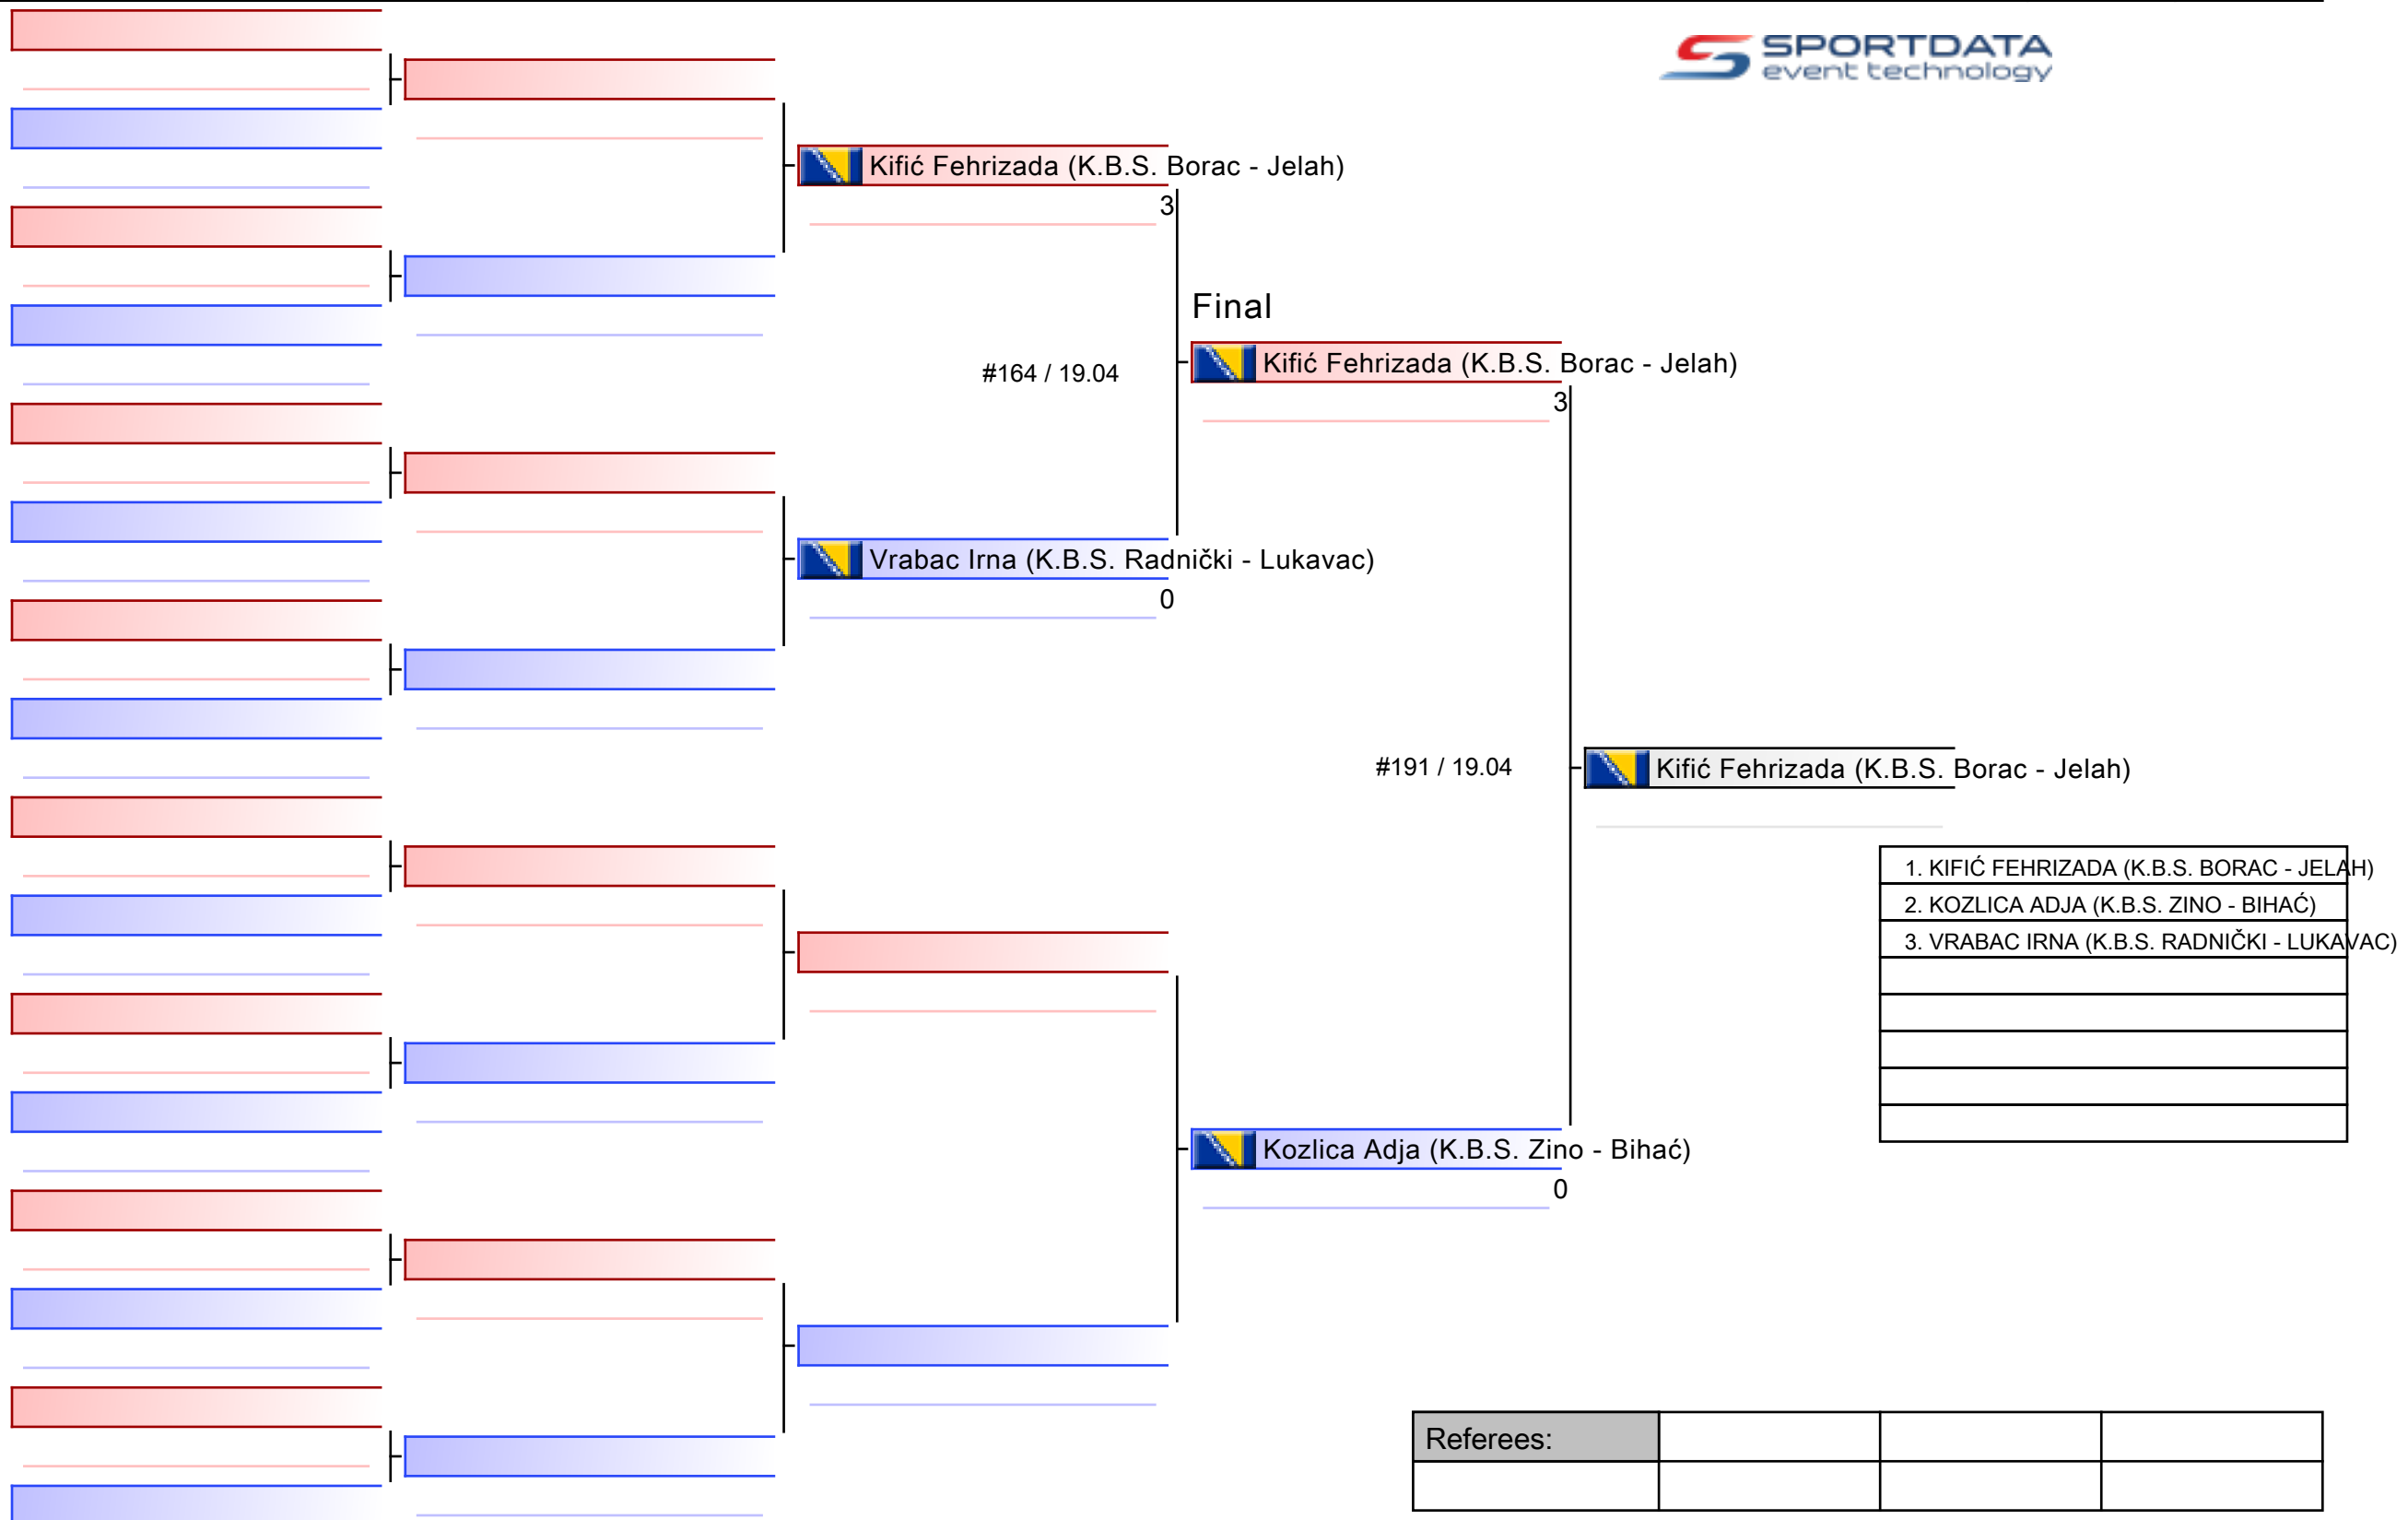 SPORTDATA
event technology
Kifić Fehrizada (K.B.S. Borac - Jelah)
3
Final
#164 / 19.04
Kifić Fehrizada (K.B.S. Borac - Jelah)
3
Vrabac Irna (K.B.S. Radnički - Lukavac)
0
#191 / 19.04
Kifić Fehrizada (K.B.S. Borac - Jelah)
1. KIFIĆ FEHRIZADA (K.B.S. BORAC - JELAH)
2. KOZLICA ADJA (K.B.S. ZINO - BIHAĆ)
3. VRABAC IRNA (K.B.S. RADNIČKI - LUKAVAC)
Kozlica Adja (K.B.S. Zino - Bihać)
0
Referees: